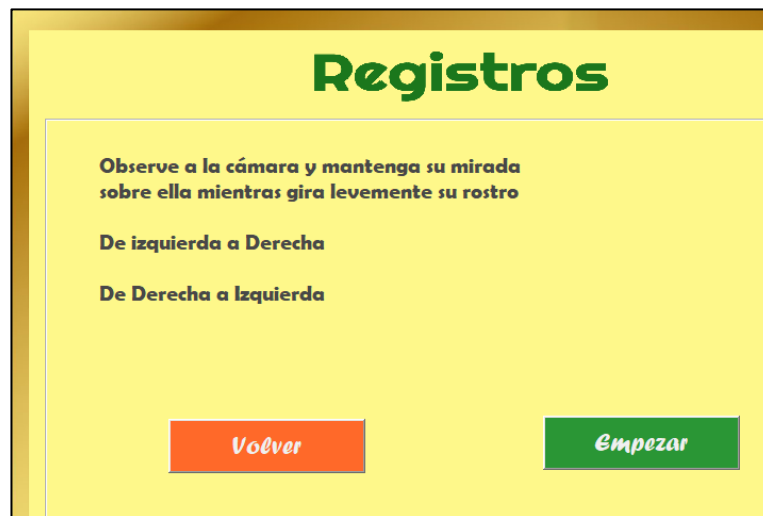 Registros
Observe a la cámara y mantenga su mirada
sobre ella mientras gira levemente su rostro
De izquierda a Derecha
De Derecha a Izquierda
Volver
Empezar